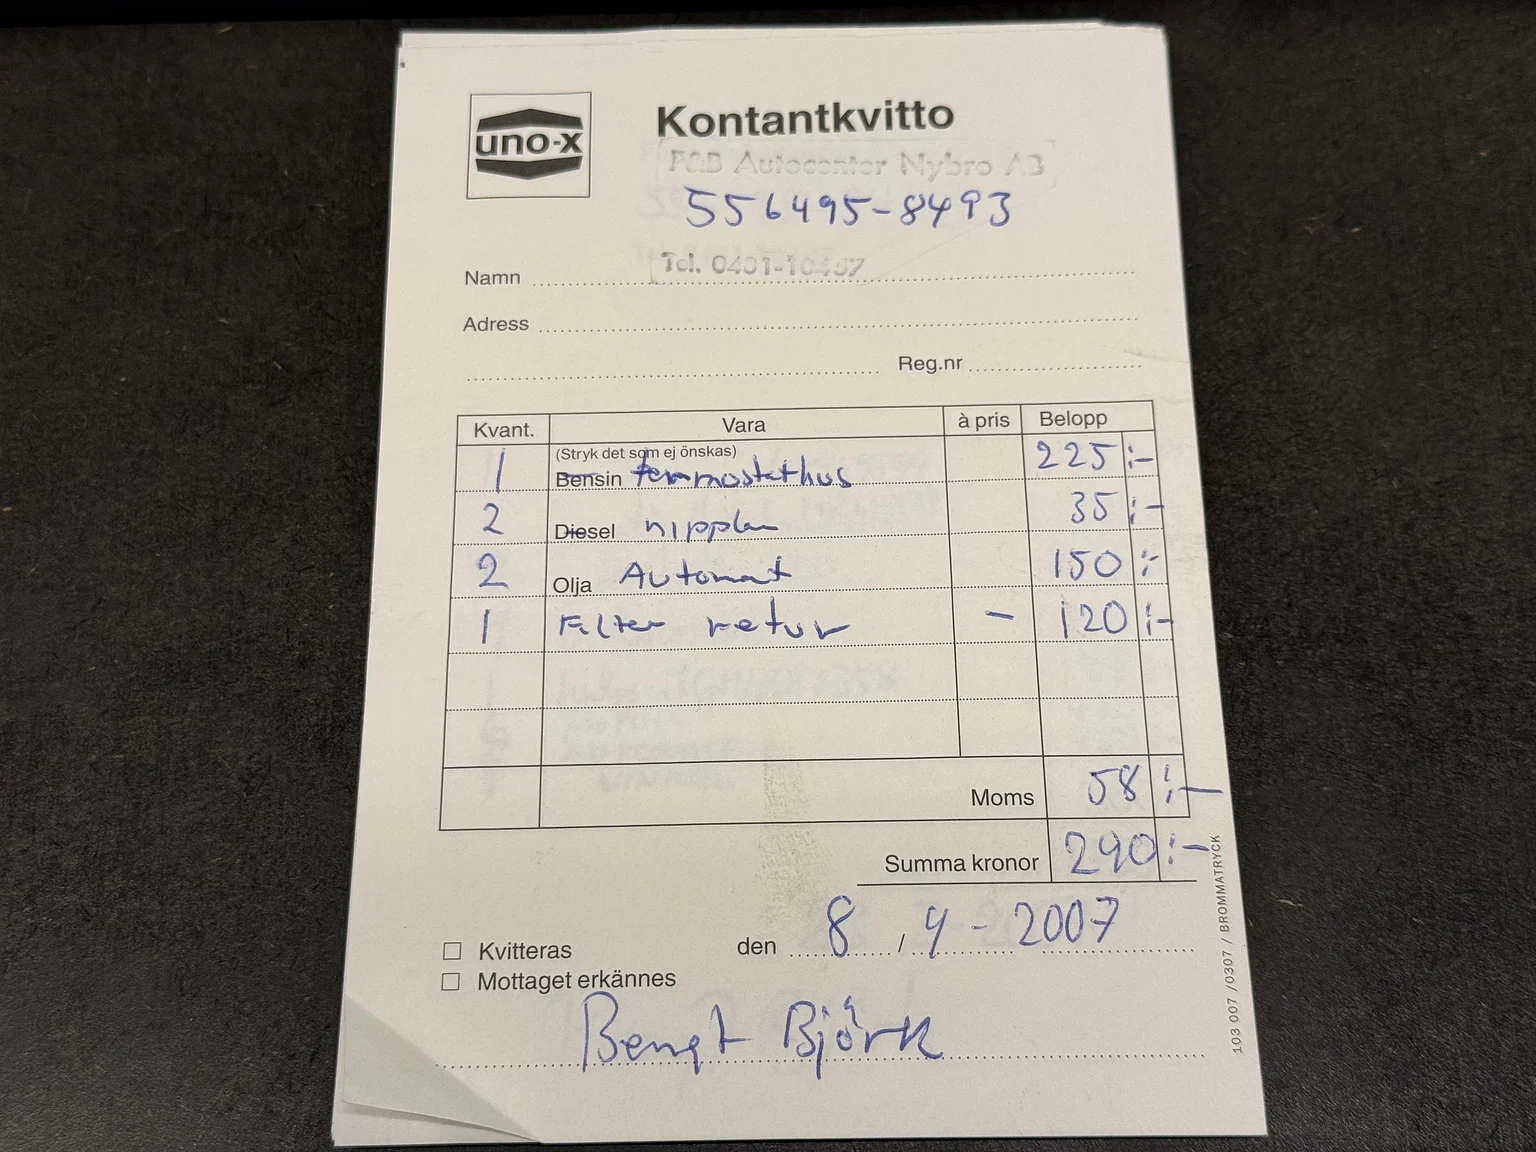 uno-x
Kontantkvitto
P&B Autocenter Nybro AB
556495-8493
Tel. 0481-10467
Namn
Adress
Reg.nr
Kvant. Vara à pris Belopp
(Stryk det som ej önskas)
1 Bensin termostathus 225:-
2 Diesel nipplar 35:-
2 Olja Automat 150:-
1 Filter retur - 120:-
Moms 58:-
Summa kronor 290:-
Kvitteras den 8 / 4 - 2007
Mottaget erkännes
Bengt Björk
103 007 /0307 / BROMMATRYCK